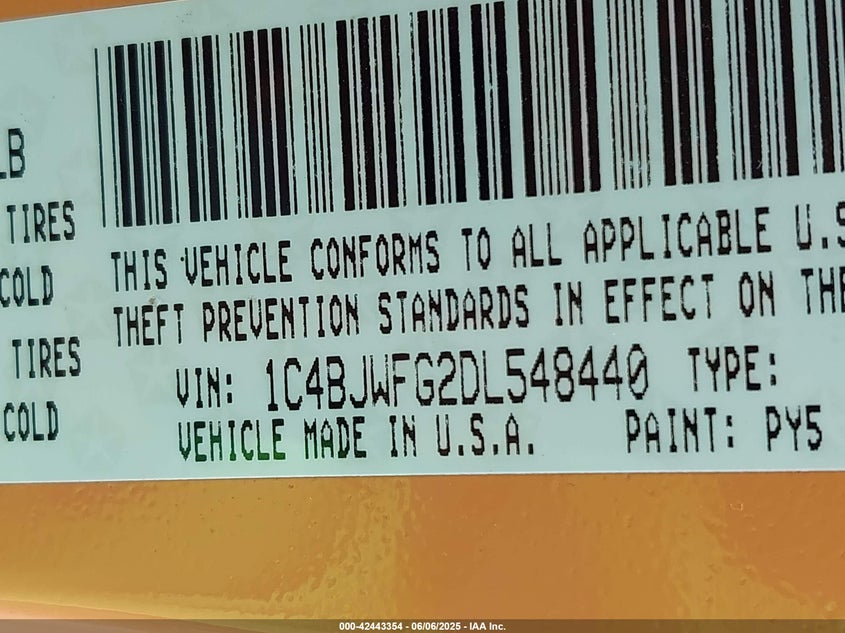 LB
TIRES
COLD
TIRES
COLD
THIS VEHICLE CONFORMS TO ALL APPLICABLE U.S
THEFT PREVENTION STANDARDS IN EFFECT ON THE
VIN: 1C4BJWFG2DL548440 TYPE:
VEHICLE MADE IN U.S.A. PAINT: PY5
000-42443354 - 06/06/2025 - IAA Inc.